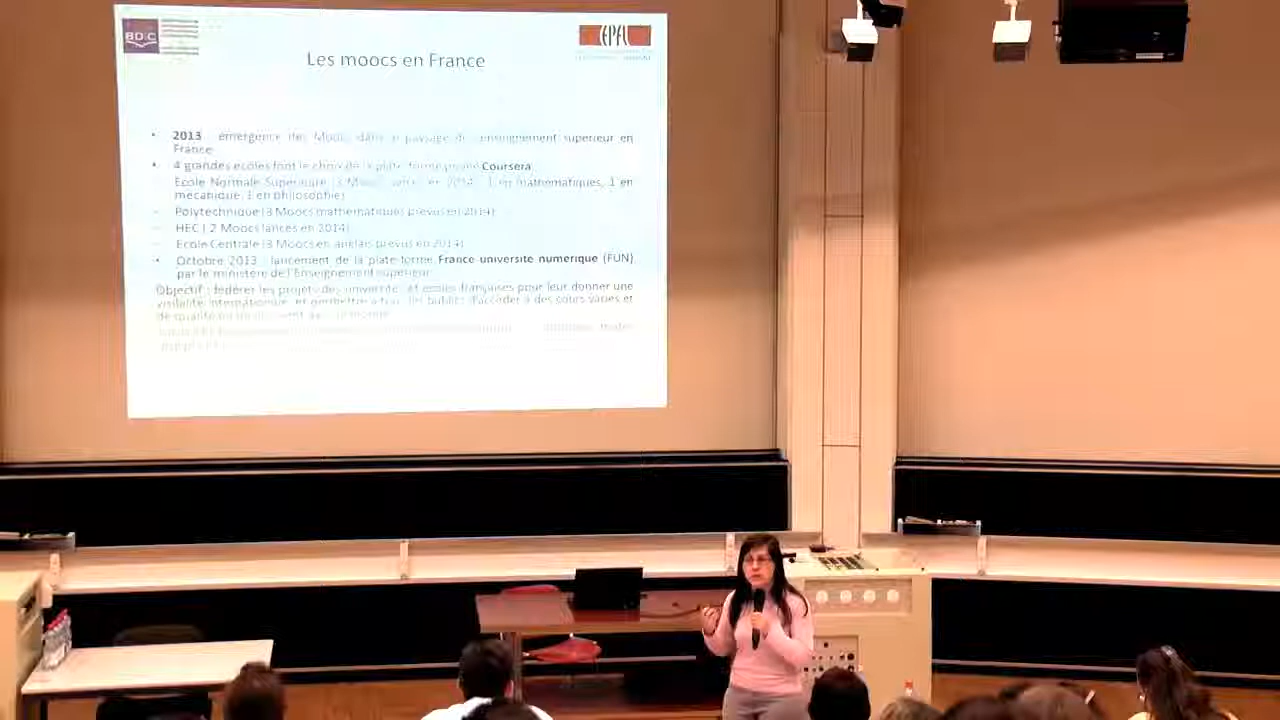 BDIC
EPFL
Les moocs en France
• 2013 : émergence des Moocs dans le paysage de l'enseignement supérieur en
France
• 4 grandes écoles font le choix de la plate-forme privée Coursera:
- Ecole Normale Supérieure (3 Moocs lancés en 2014 : 1 en mathématiques, 1 en
mécanique, 1 en philosophie)
- Polytechnique (3 Moocs mathématiques prévus en 2014)
- HEC ( 2 Moocs lancés en 2014)
- Ecole Centrale (3 Moocs en anglais prévus en 2014)
• Octobre 2013 : lancement de la plate-forme France université numérique (FUN)
par le ministère de l'Enseignement supérieur
Objectif : fédérer les projets des universités et écoles françaises pour leur donner une
visibilité internationale, et permettre à tous les publics d'accéder à des cours variés et
de qualité